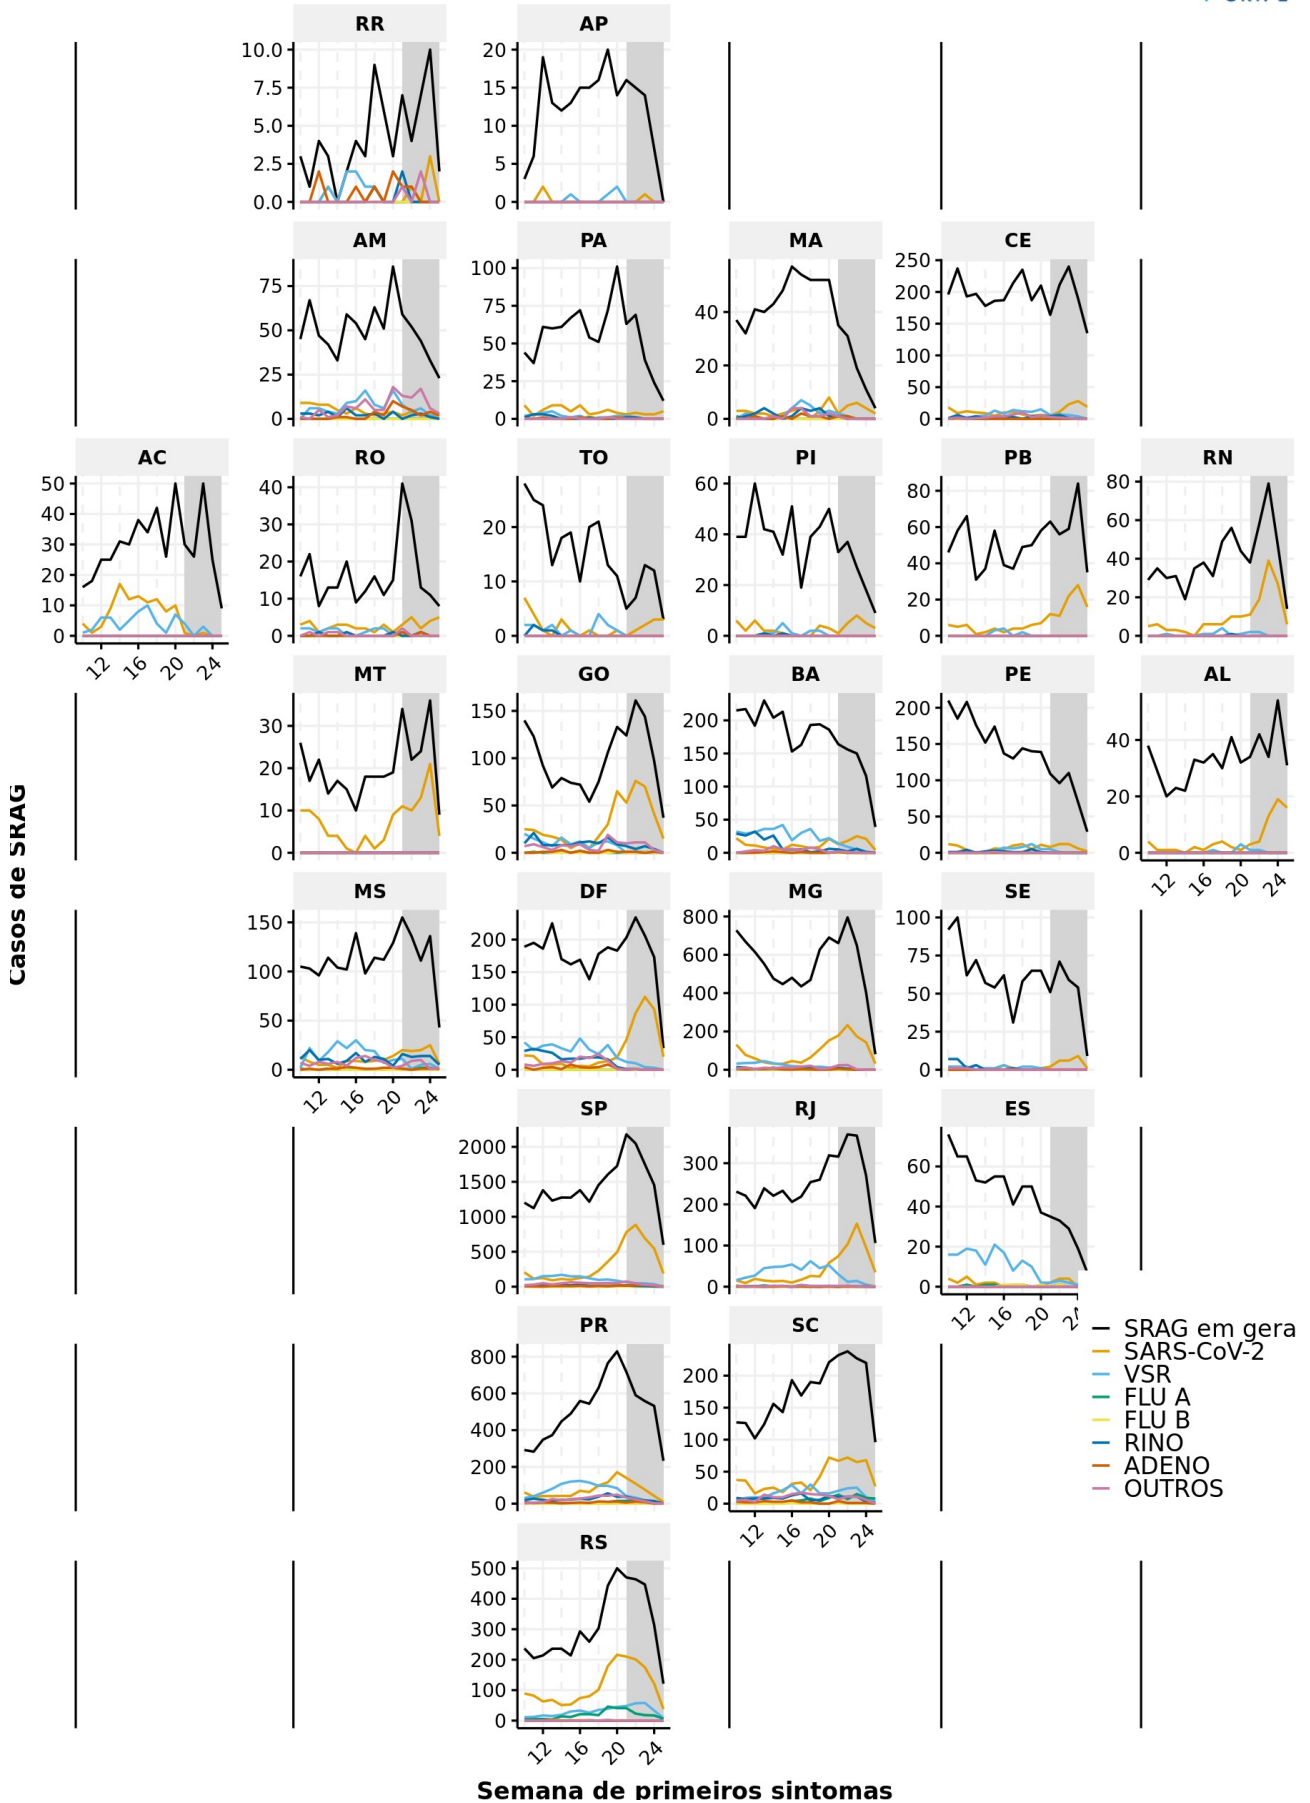 RR AP
10.0 20
7.5 15
5.0 10
2.5 5
0.0 0
AM PA MA CE
75 100 40 250
50 75 20 200
25 50 0 150
0 25 100
0 50
0
AC RO TO PI PB RN
50 40 20 60 80 80
40 30 10 40 60 60
30 20 0 20 40 40
20 10 0 20 20
10 0 0 0
0
12 16 20 24
MT GO BA PE AL
30 150 200 200 40
20 100 150 150 20
10 50 100 100 0
0 0 50 50
0 0
12 16 20 24
Casos de SRAG
MS DF MG SE
150 200 800 100
100 150 600 75
50 100 400 50
0 50 200 25
0 0 0
12 16 20 24
SP RJ ES
2000 300 60
1500 200 40
1000 100 20
500 0 0
0
12 16 20 24
PR SC
800 200
600 150
400 100
200 50
0 0
12 16 20 24
SRAG em gera
SARS-CoV-2
VSR
FLU A
FLU B
RINO
ADENO
OUTROS
RS
500
400
300
200
100
0
12 16 20 24
Semana de primeiros sintomas